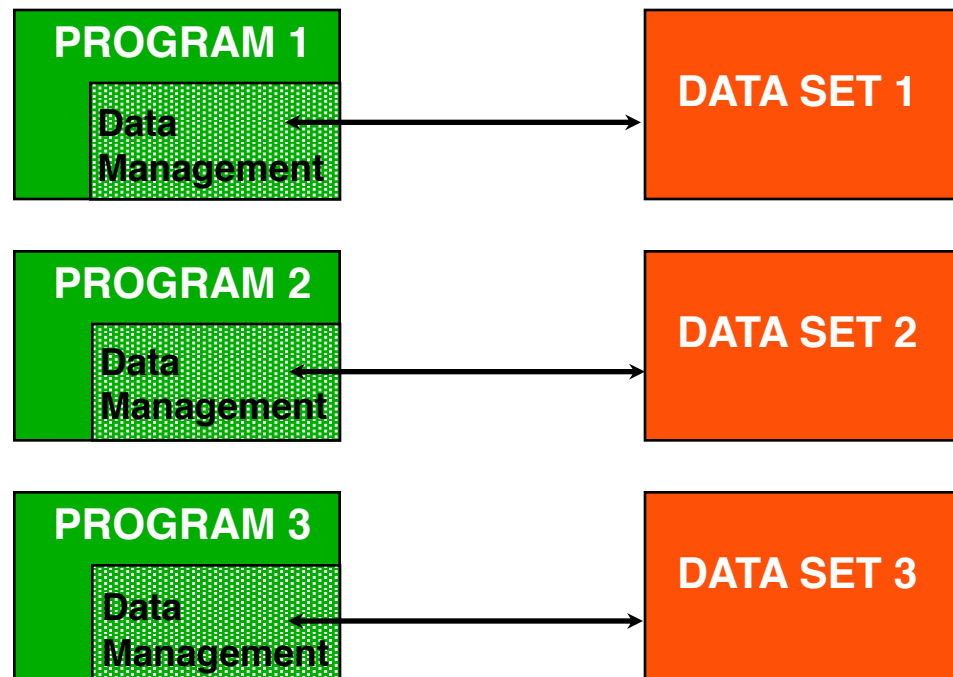 PROGRAM 1
Data
Management
DATA SET 1
PROGRAM 2
Data
Management
DATA SET 2
PROGRAM 3
Data
Management
DATA SET 3